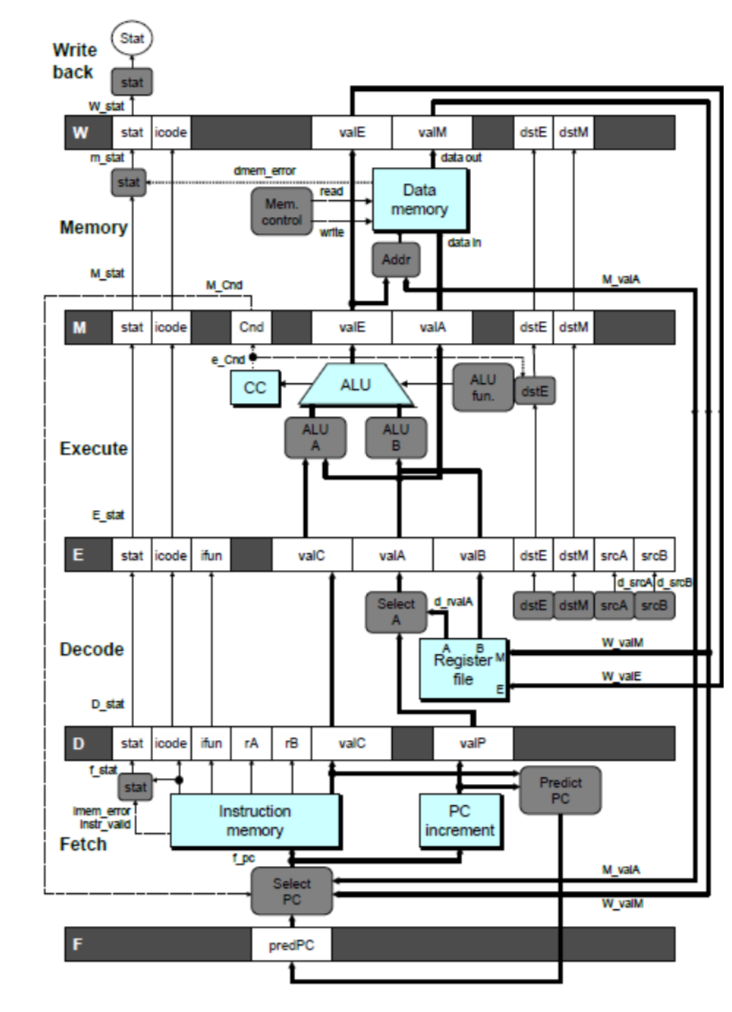 Stat
Write
back
stat
W_stat
W stat icode valE valM dstE dstM
m_stat
data out
stat
dmem_error
read
Mem.
control
write
Data
memory
data in
Memory
Addr
M_stat
M_Cnd
M_valA
M stat icode Cnd valE valA dstE dstM
e_Cnd
CC
ALU
ALU
fun.
dstE
ALU
A
ALU
B
Execute
E_stat
E stat icode ifun valC valA valB dstE dstM srcA srcB
d_srcA d_srcB
Select
A
d_rvalA
dstE dstM srcA srcB
A B
M
Register
file
E
W_valM
W_valE
Decode
D_stat
D stat icode ifun rA rB valC valP
f_stat
stat
Imem_error
Instr_valid
Instruction
memory
PC
increment
Predict
PC
Fetch
f_pc
Select
PC
M_valA
W_valM
F predPC